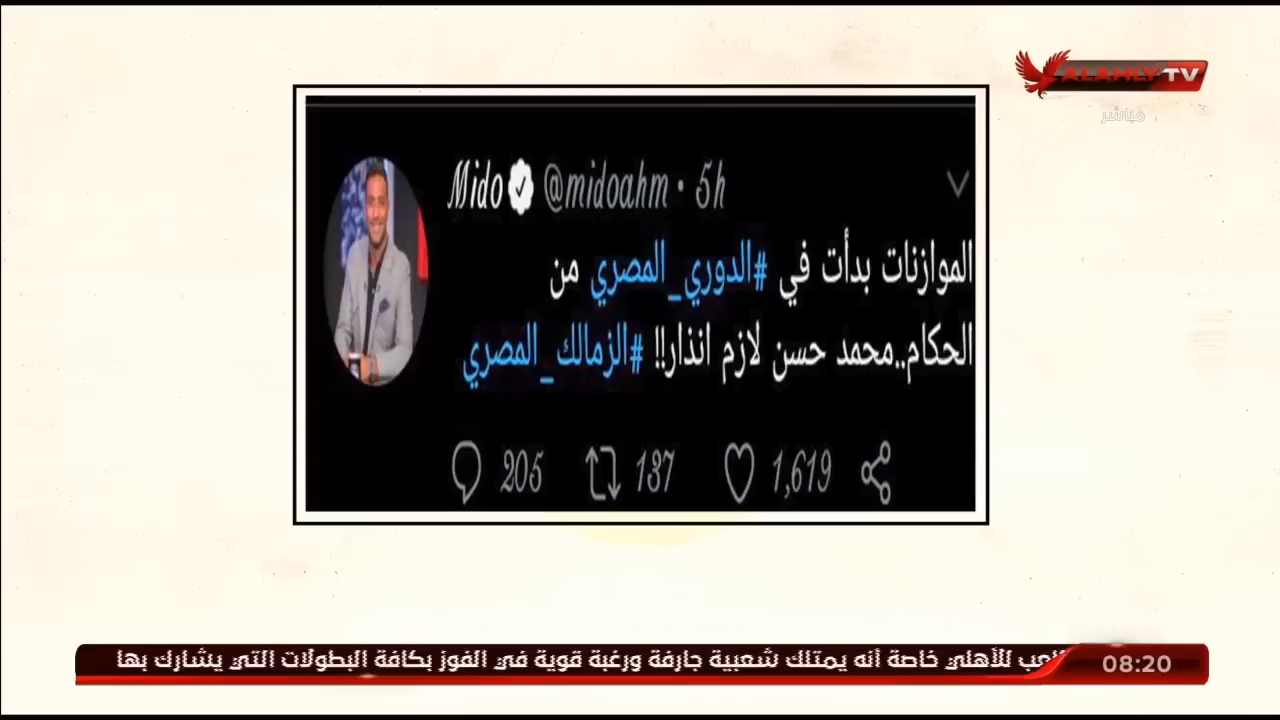 ALAHLY TV
مباشر
Mido @midoahm · 5h
الموازنات بدأت في #الدوري_المصري من
الحكام..محمد حسن لازم انذار!! #الزمالك_المصري
205 137 1,619
للأهلي خاصة أنه يمتلك شعبية جارفة ورغبة قوية في الفوز بكافة البطولات التي يشارك بها
08:20